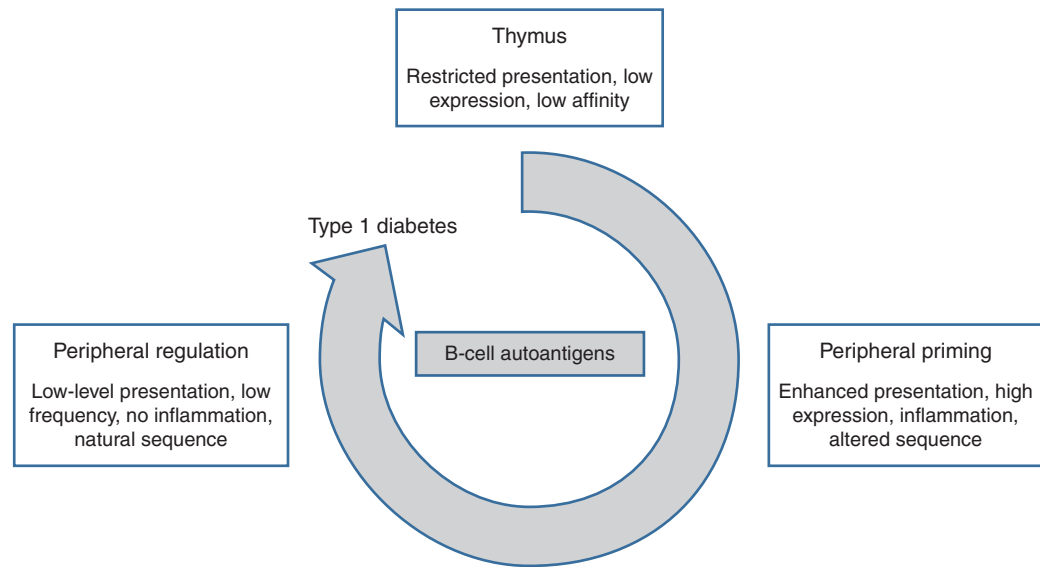 Thymus
Restricted presentation, low
expression, low affinity
Type 1 diabetes
Peripheral regulation
Low-level presentation, low
frequency, no inflammation,
natural sequence
B-cell autoantigens
Peripheral priming
Enhanced presentation, high
expression, inflammation,
altered sequence